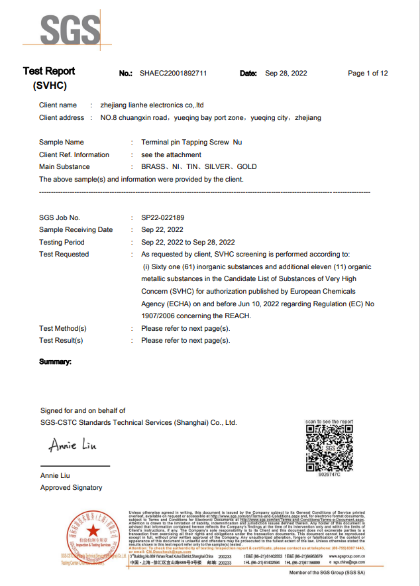 SGS
Test Report No.: SHAEC22001892711 Date: Sep 28, 2022 Page 1 of 12
(SVHC)
Client name : zhejiang lianhe electronics co,.ltd
Client address : NO.8 chuangxin road，yueqing bay port zone，yueqing city，zhejiang
Sample Name : Terminal pin Tapping Screw Nu
Client Ref. Information : see the attachment
Main Substance : BRASS、NI、TIN、SILVER、GOLD
The above sample(s) and information were provided by the client.
SGS Job No. : SP22-022189
Sample Receiving Date : Sep 22, 2022
Testing Period : Sep 22, 2022 to Sep 28, 2022
Test Requested : As requested by client, SVHC screening is performed according to:
(i) Sixty one (61) inorganic substances and additional eleven (11) organic
metallic substances in the Candidate List of Substances of Very High
Concern (SVHC) for authorization published by European Chemicals
Agency (ECHA) on and before Jun 10, 2022 regarding Regulation (EC) No
1907/2006 concerning the REACH.
Test Method(s) : Please refer to next page(s).
Test Result(s) : Please refer to next page(s).
Summary:
Signed for and on behalf of
SGS-CSTC Standards Technical Services (Shanghai) Co., Ltd.
scan to see the report
Annie Liu
Annie Liu
Approved Signatory
Member of the SGS Group (SGS SA)